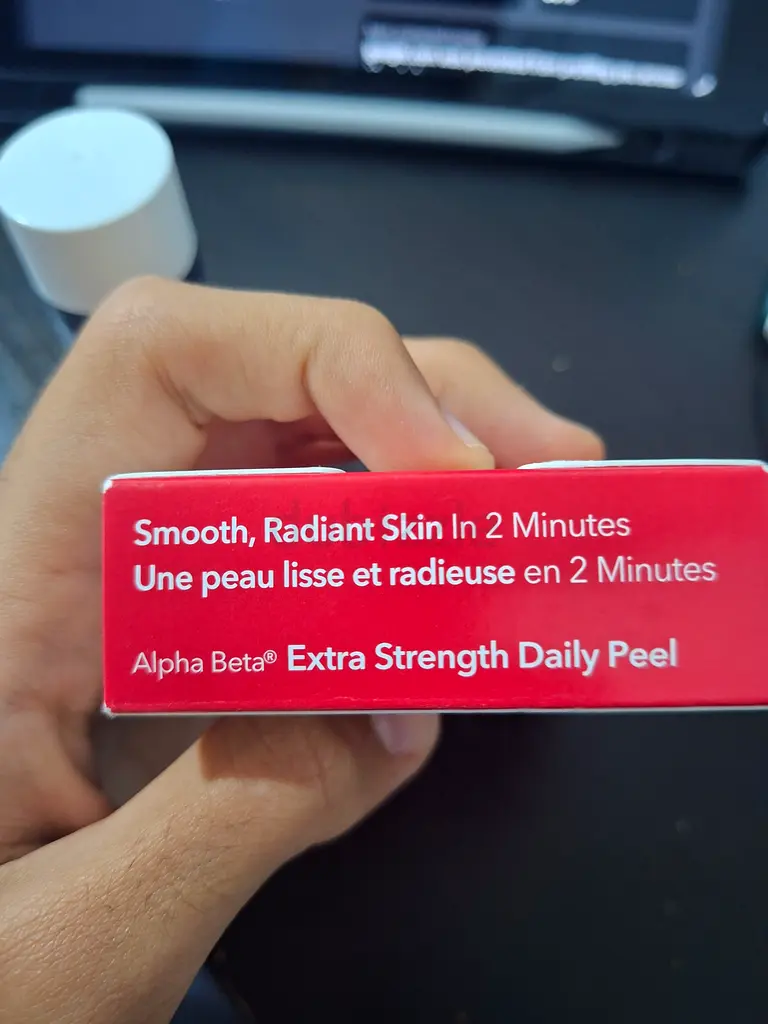 Smooth, Radiant Skin In 2 Minutes
Une peau lisse et radieuse en 2 Minutes
Alpha Beta® Extra Strength Daily Peel